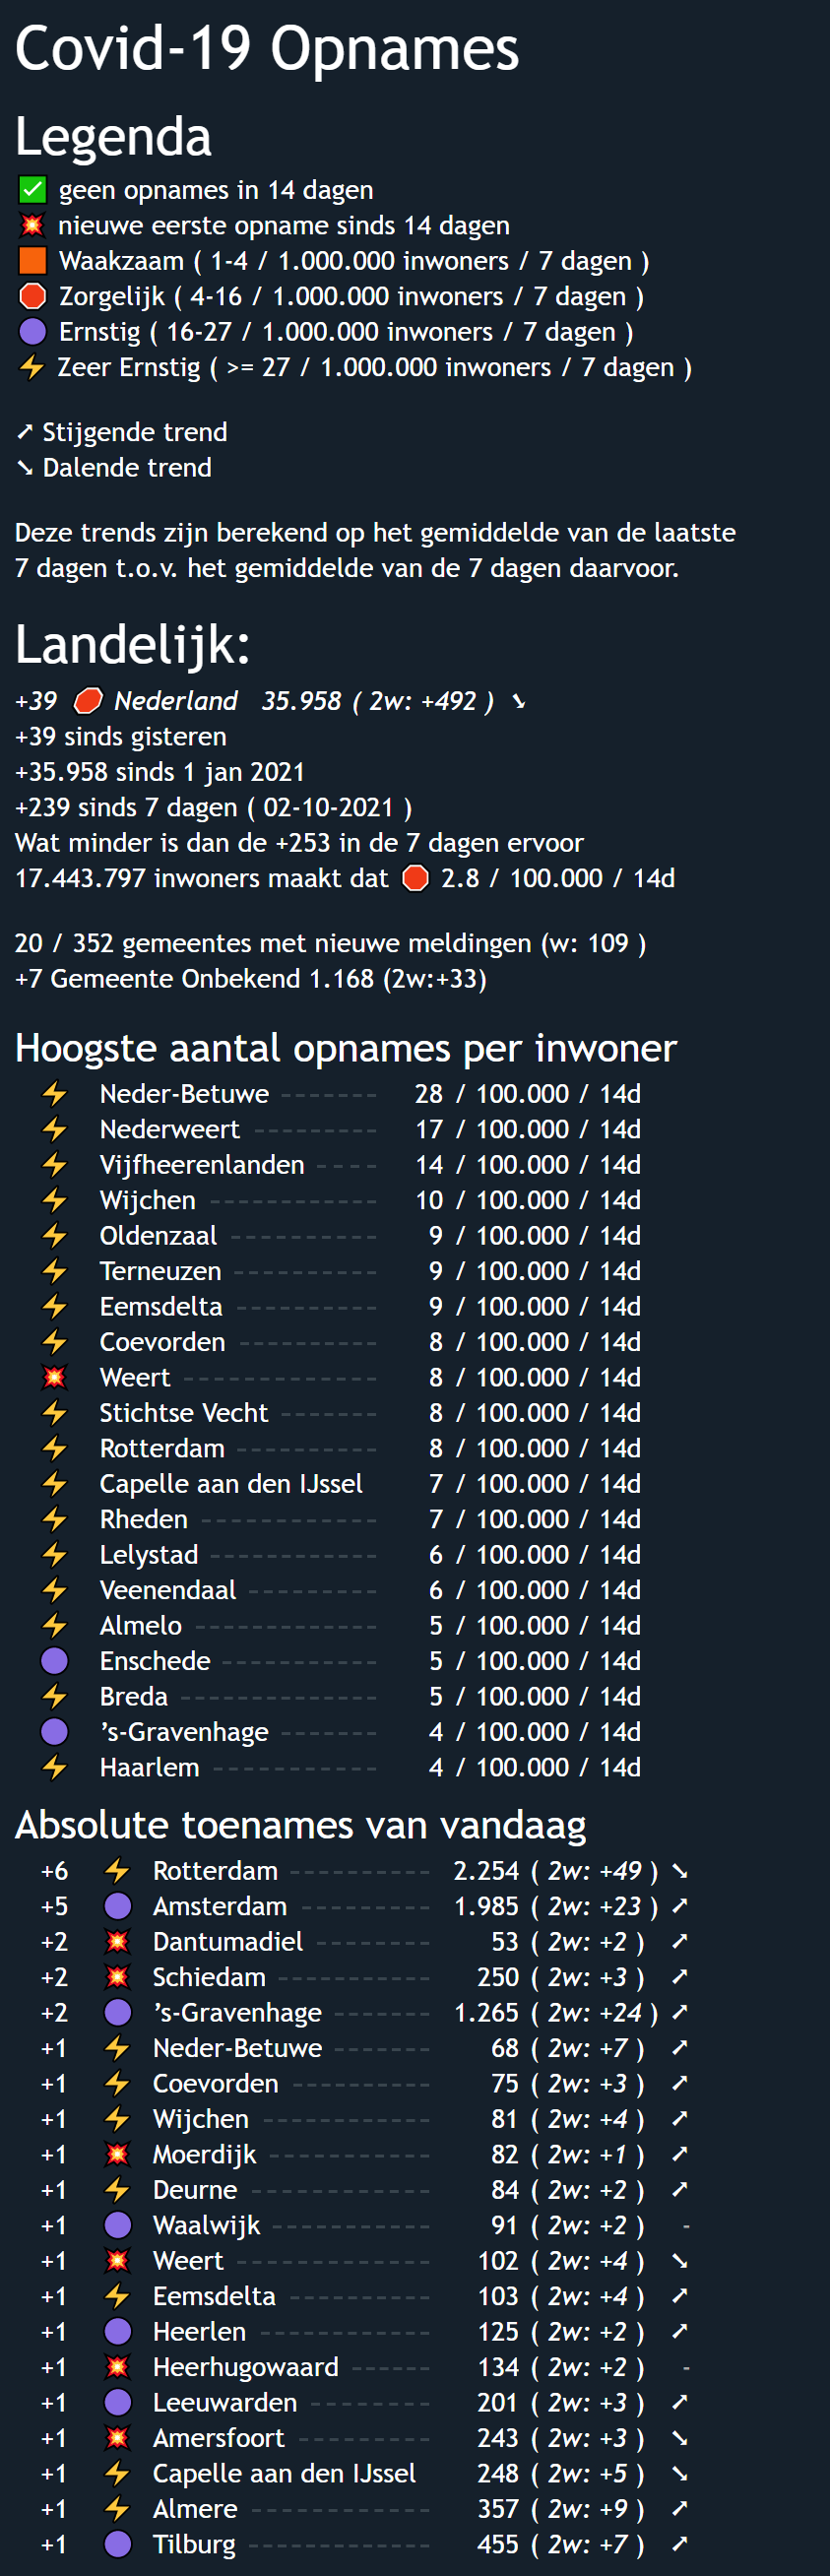 Covid-19 Opnames
Legenda
✅ geen opnames in 14 dagen
💥 nieuwe eerste opname sinds 14 dagen
🟧 Waakzaam ( 1-4 / 1.000.000 inwoners / 7 dagen )
🛑 Zorgelijk ( 4-16 / 1.000.000 inwoners / 7 dagen )
🟣 Ernstig ( 16-27 / 1.000.000 inwoners / 7 dagen )
⚡ Zeer Ernstig ( >= 27 / 1.000.000 inwoners / 7 dagen )
➚ Stijgende trend
➘ Dalende trend
Deze trends zijn berekend op het gemiddelde van de laatste
7 dagen t.o.v. het gemiddelde van de 7 dagen daarvoor.
Landelijk:
+39 🛑 Nederland 35.958 ( 2w: +492 ) ➘
+39 sinds gisteren
+35.958 sinds 1 jan 2021
+239 sinds 7 dagen ( 02-10-2021 )
Wat minder is dan de +253 in de 7 dagen ervoor
17.443.797 inwoners maakt dat 🛑 2.8 / 100.000 / 14d
20 / 352 gemeentes met nieuwe meldingen (w: 109 )
+7 Gemeente Onbekend 1.168 (2w:+33)
Hoogste aantal opnames per inwoner
⚡ Neder-Betuwe ------- 28 / 100.000 / 14d
⚡ Nederweert --------- 17 / 100.000 / 14d
⚡ Vijfheerenlanden ---- 14 / 100.000 / 14d
⚡ Wijchen ------------ 10 / 100.000 / 14d
⚡ Oldenzaal ----------- 9 / 100.000 / 14d
⚡ Terneuzen ----------- 9 / 100.000 / 14d
⚡ Eemsdelta ---------- 9 / 100.000 / 14d
⚡ Coevorden ---------- 8 / 100.000 / 14d
💥 Weert -------------- 8 / 100.000 / 14d
⚡ Stichtse Vecht ------- 8 / 100.000 / 14d
⚡ Rotterdam ---------- 8 / 100.000 / 14d
⚡ Capelle aan den IJssel 7 / 100.000 / 14d
⚡ Rheden ------------- 7 / 100.000 / 14d
⚡ Lelystad ------------ 6 / 100.000 / 14d
⚡ Veenendaal --------- 6 / 100.000 / 14d
⚡ Almelo ------------- 5 / 100.000 / 14d
🟣 Enschede ----------- 5 / 100.000 / 14d
⚡ Breda -------------- 5 / 100.000 / 14d
🟣 ’s-Gravenhage ------- 4 / 100.000 / 14d
⚡ Haarlem ------------ 4 / 100.000 / 14d
Absolute toenames van vandaag
+6 ⚡ Rotterdam ---------- 2.254 ( 2w: +49 ) ➘
+5 🟣 Amsterdam --------- 1.985 ( 2w: +23 ) ➚
+2 💥 Dantumadiel -------- 53 ( 2w: +2 ) ➚
+2 💥 Schiedam ----------- 250 ( 2w: +3 ) ➚
+2 🟣 ’s-Gravenhage ------- 1.265 ( 2w: +24 ) ➚
+1 ⚡ Neder-Betuwe ------- 68 ( 2w: +7 ) ➚
+1 ⚡ Coevorden ---------- 75 ( 2w: +3 ) ➚
+1 ⚡ Wijchen ------------ 81 ( 2w: +4 ) ➚
+1 💥 Moerdijk ------------ 82 ( 2w: +1 ) ➚
+1 ⚡ Deurne ------------- 84 ( 2w: +2 ) ➚
+1 🟣 Waalwijk ----------- 91 ( 2w: +2 ) -
+1 💥 Weert -------------- 102 ( 2w: +4 ) ➘
+1 ⚡ Eemsdelta ---------- 103 ( 2w: +4 ) ➚
+1 🟣 Heerlen ------------ 125 ( 2w: +2 ) ➚
+1 💥 Heerhugowaard ------ 134 ( 2w: +2 ) -
+1 🟣 Leeuwarden --------- 201 ( 2w: +3 ) ➚
+1 💥 Amersfoort ---------- 243 ( 2w: +3 ) ➘
+1 ⚡ Capelle aan den IJssel 248 ( 2w: +5 ) ➘
+1 ⚡ Almere ------------- 357 ( 2w: +9 ) ➚
+1 🟣 Tilburg ------------- 455 ( 2w: +7 ) ➚